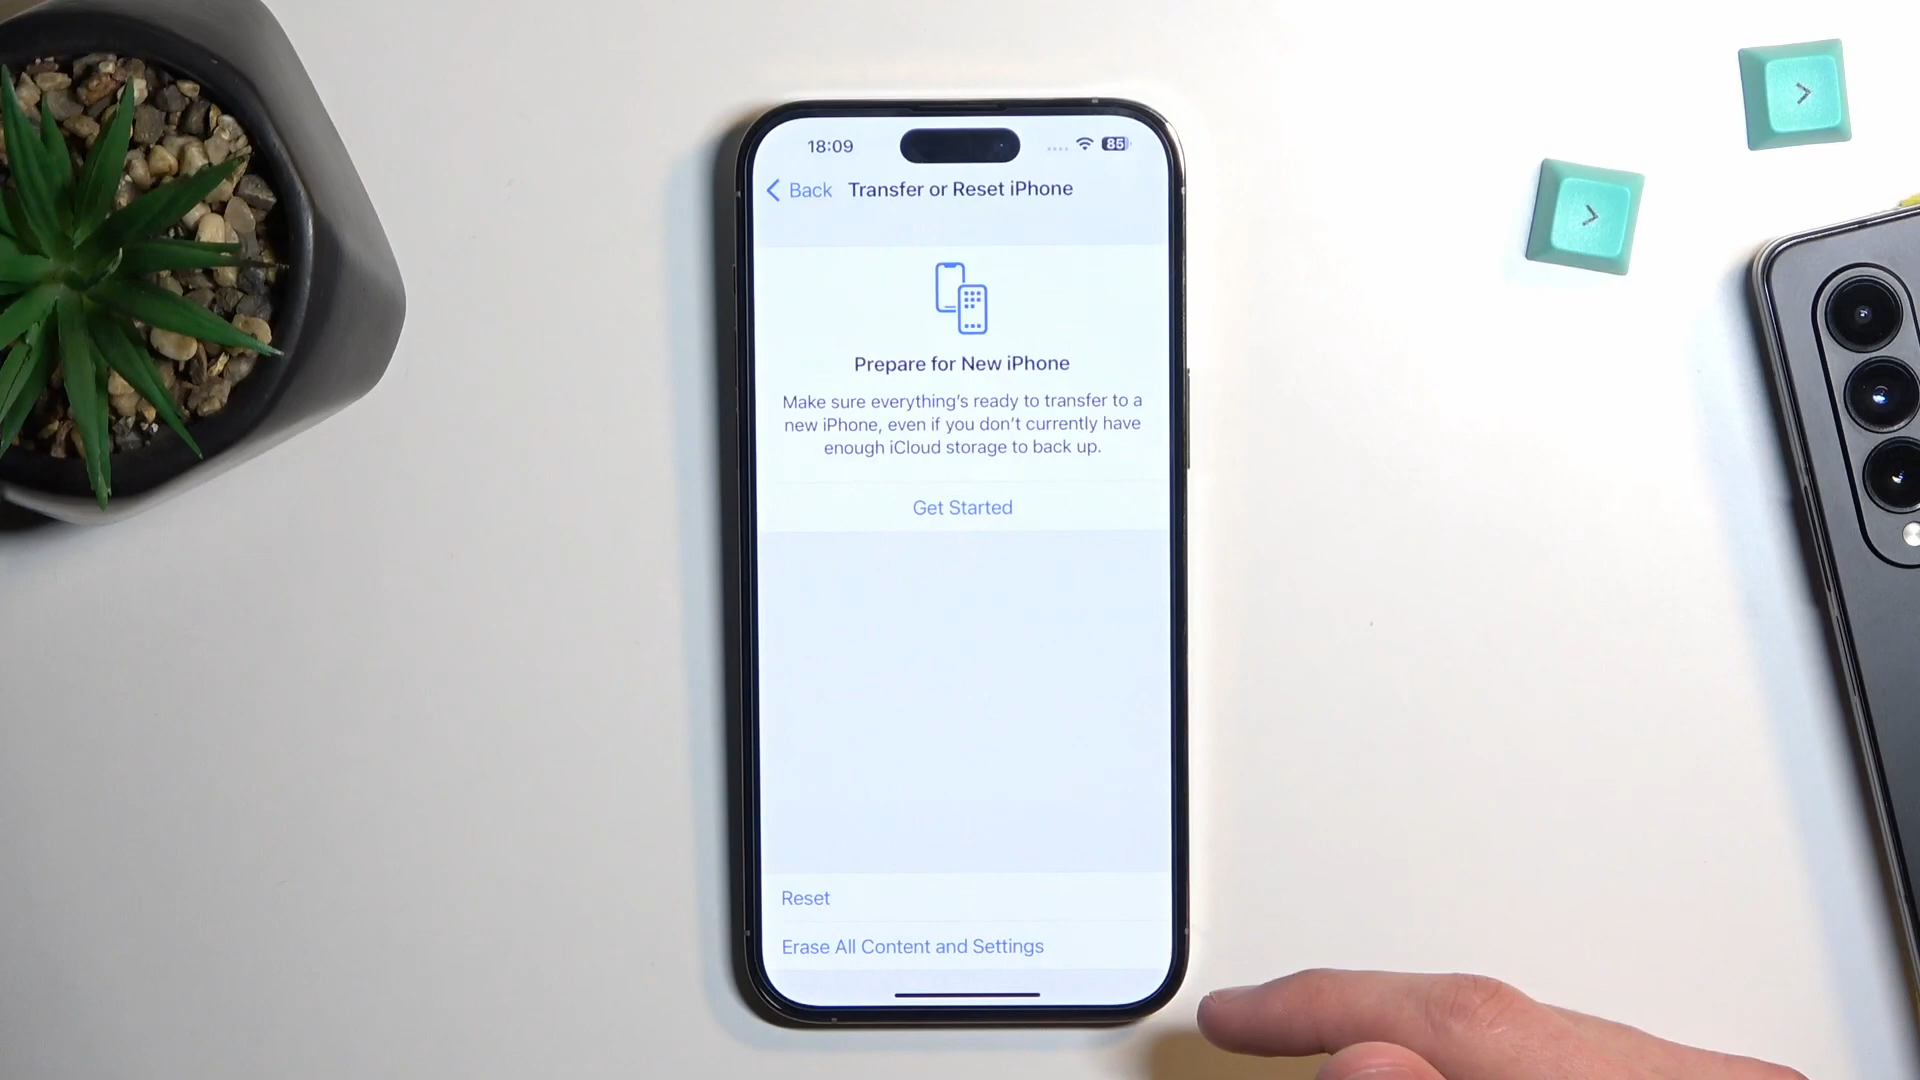 18:09
85
Back Transfer or Reset iPhone
Prepare for New iPhone
Make sure everything's ready to transfer to a
new iPhone, even if you don't currently have
enough iCloud storage to back up.
Get Started
Reset
Erase All Content and Settings
>
>